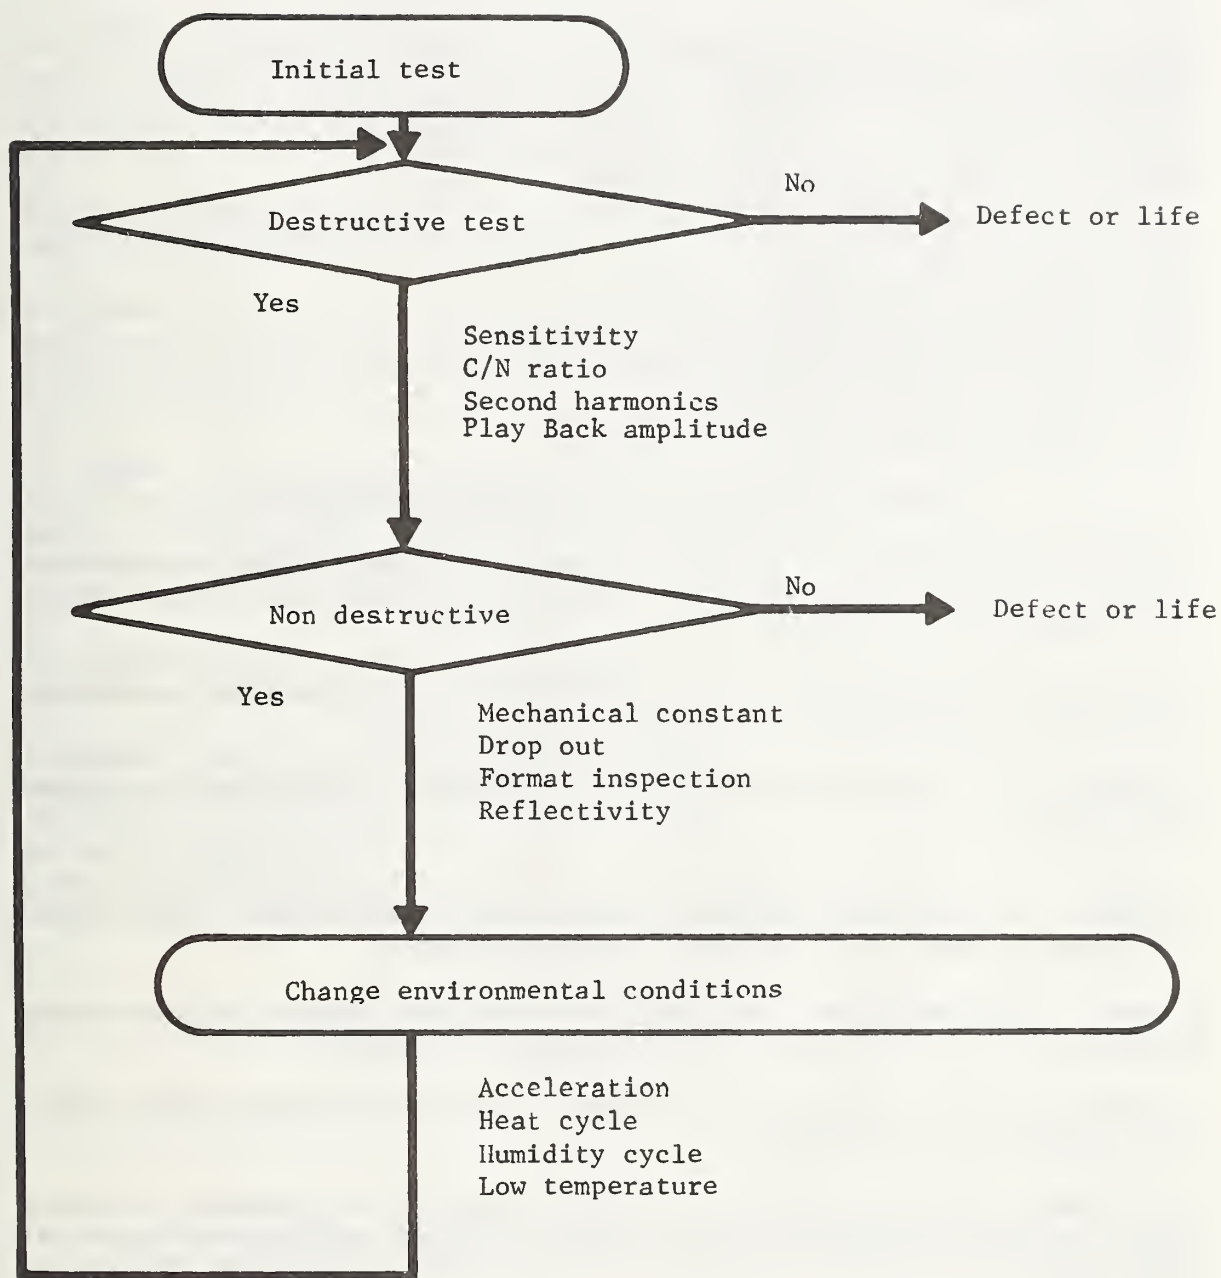 Initial test
No
Destructive test
Defect or life
Yes
Sensitivity
C/N ratio
Second harmonics
Play Back amplitude
No
Non destructive
Defect or life
Yes
Mechanical constant
Drop out
Format inspection
Reflectivity
Change environmental conditions
Acceleration
Heat cycle
Humidity cycle
Low temperature